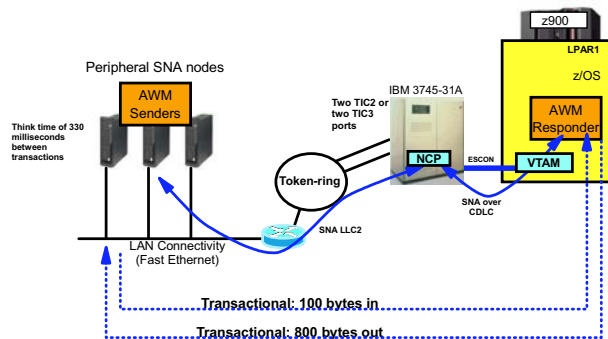 z900
LPAR1
z/OS
Peripheral SNA nodes
IBM 3745-31A
AWM
Senders
Two TIC2 or
two TIC3
ports
AWM
Responder
Think time of 330
milliseconds
between
transactions
NCP
ESCON
VTAM
Token-ring
SNA over
CDLC
SNA LLC2
LAN Connectivity
(Fast Ethernet)
Transactional: 100 bytes in
Transactional: 800 bytes out